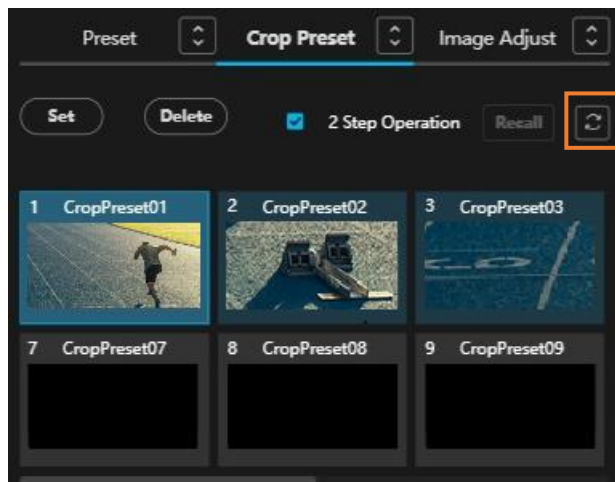 Preset Crop Preset Image Adjust
Set Delete 2 Step Operation Recall
1 CropPreset01 2 CropPreset02 3 CropPreset03
7 CropPreset07 8 CropPreset08 9 CropPreset09